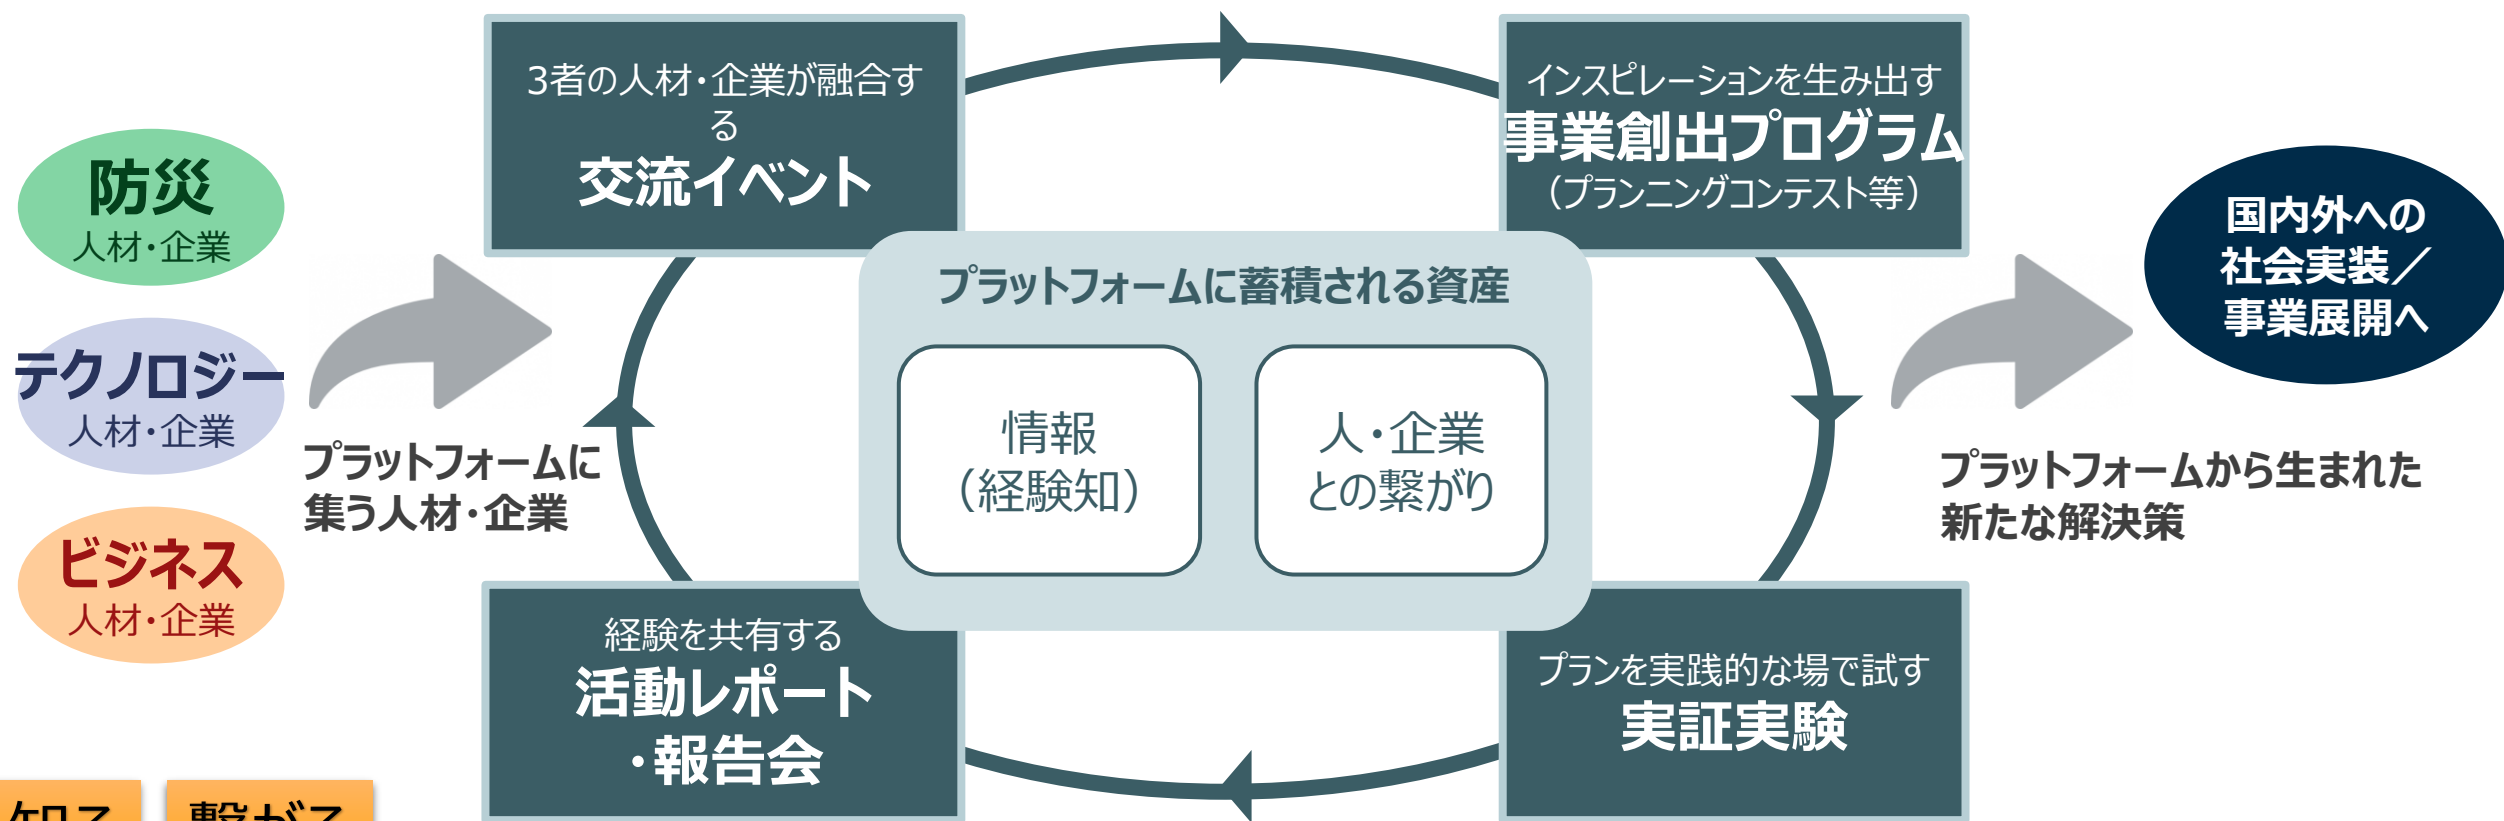 防災
人材・企業
テクノロジー
人材・企業
ビジネス
人材・企業
プラットフォームに
集う人材・企業
3者の人材・企業が融合す
る
交流イベント
インスピレーションを生み出す
事業創出プログラム
（プランニングコンテスト等）
プラットフォームに蓄積される資産
情報
（経験知）
人・企業
との繋がり
経験を共有する
活動レポート
・報告会
プランを実践的な場で試す
実証実験
国内外への
社会実装／
事業展開へ
プラットフォームから生まれた
新たな解決策
知る
繋がる